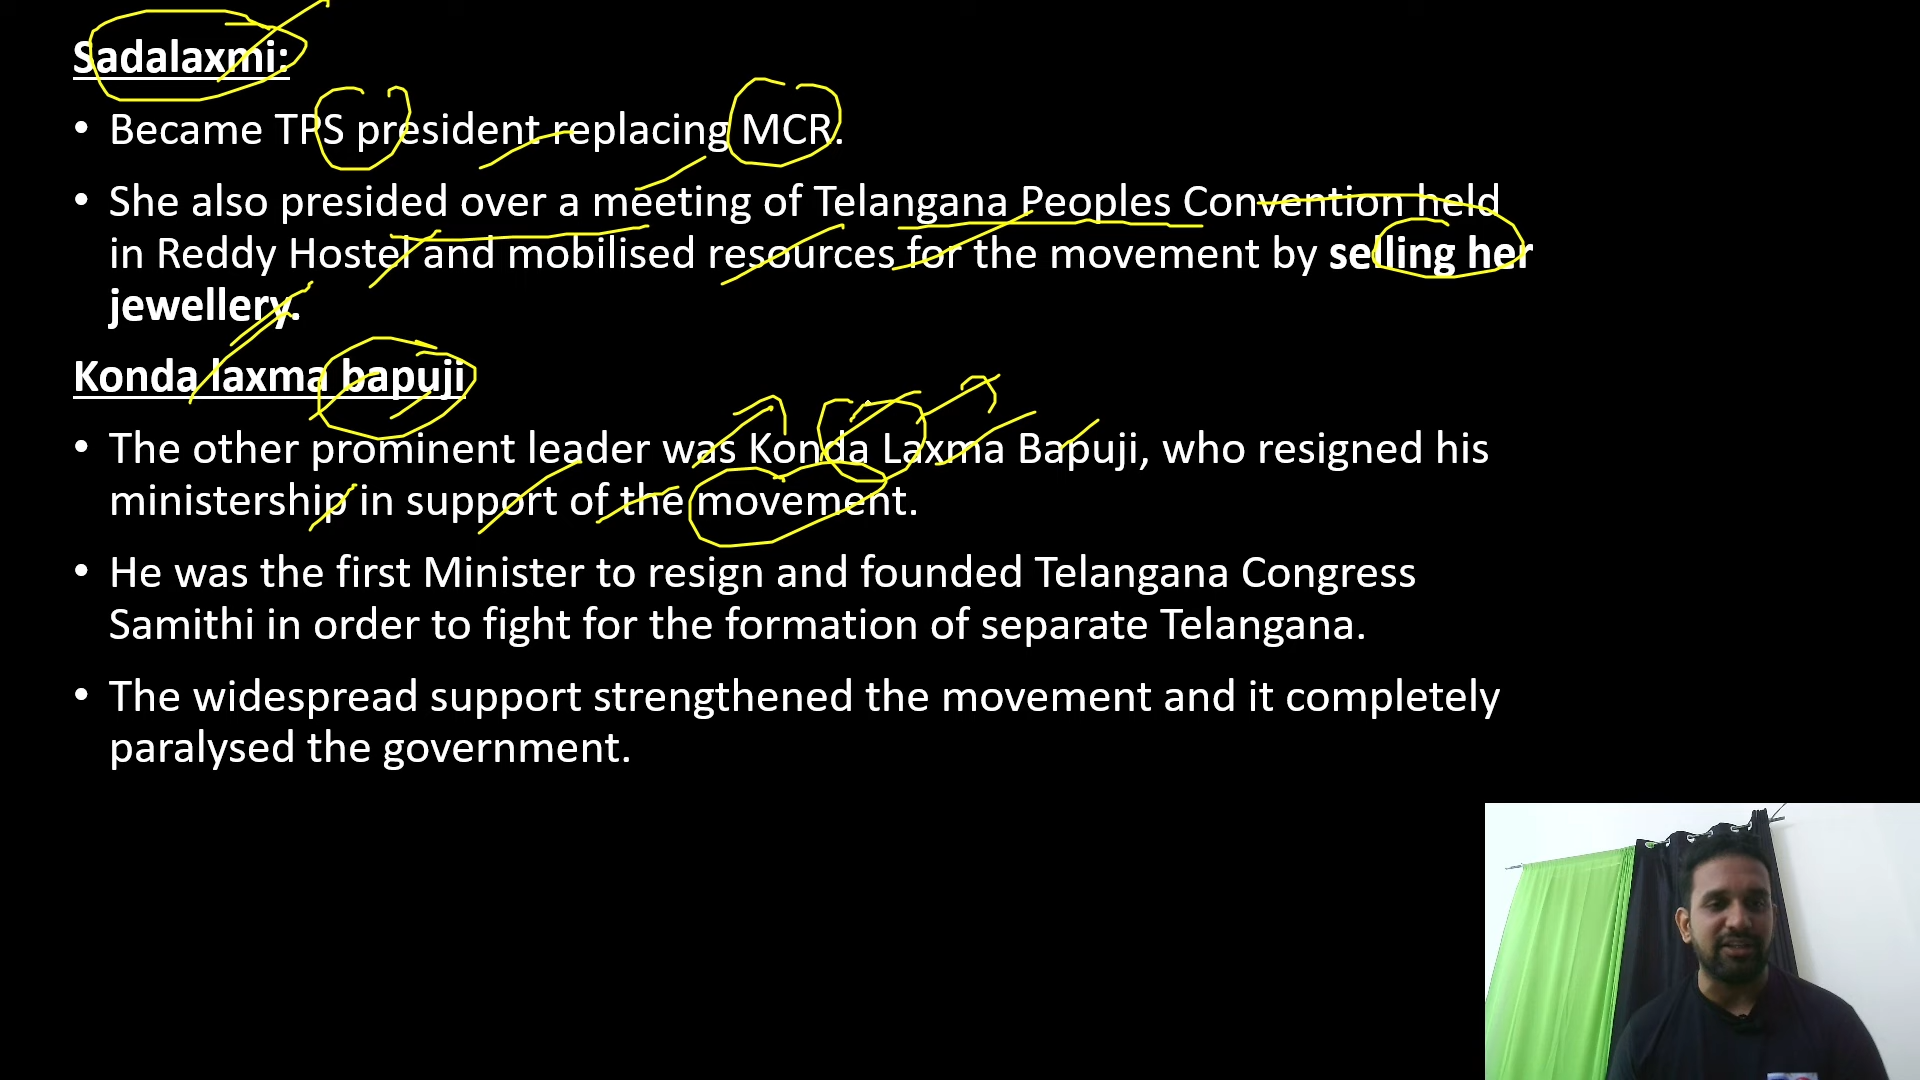 Sadalaxmi:
• Became TPS president replacing MCR.
• She also presided over a meeting of Telangana Peoples Convention held
in Reddy Hostel and mobilised resources for the movement by selling her
jewellery.
Konda laxma bapuji
• The other prominent leader was Konda Laxma Bapuji, who resigned his
ministership in support of the movement.
• He was the first Minister to resign and founded Telangana Congress
Samithi in order to fight for the formation of separate Telangana.
• The widespread support strengthened the movement and it completely
paralysed the government.